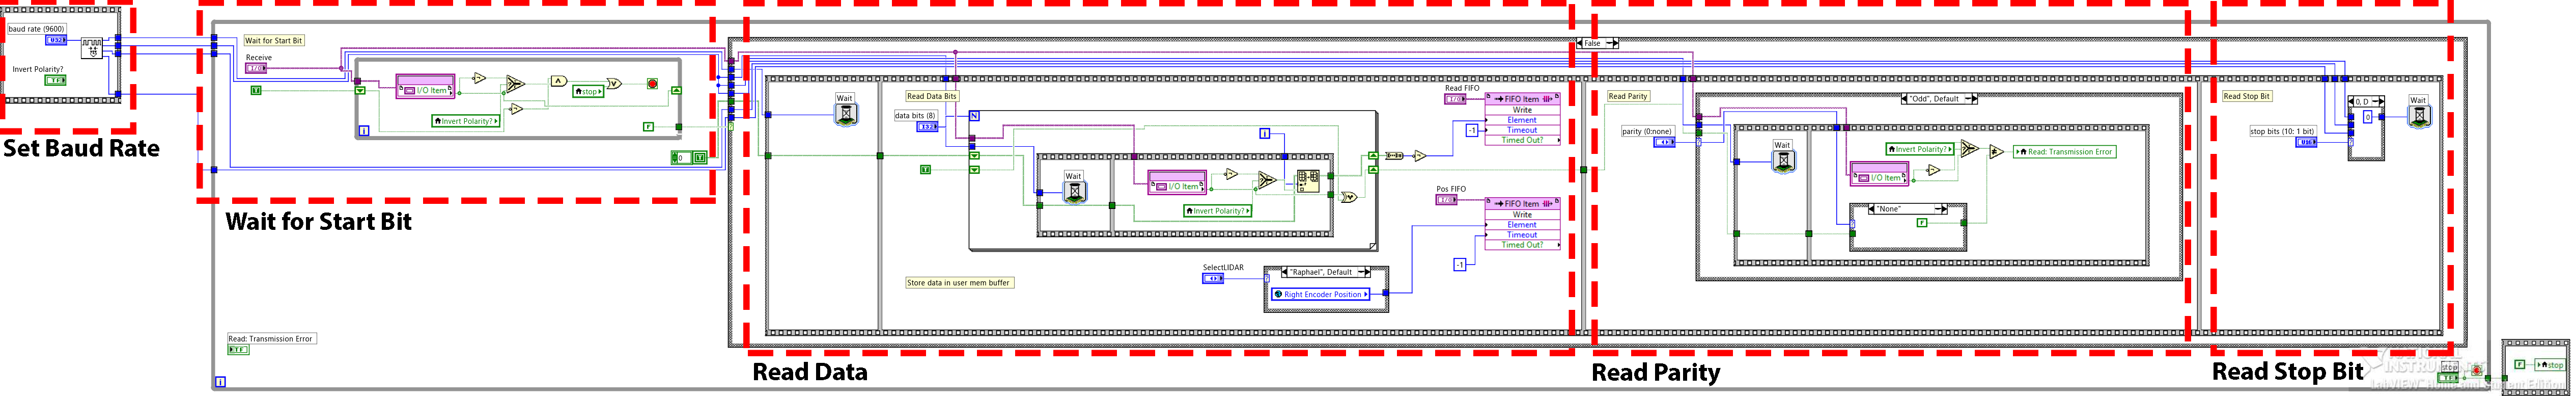 baud rate (9600)
U32
Invert Polarity?
TF
Set Baud Rate
Wait for Start Bit
Receive
I/O
I/O Item
Invert Polarity?
stop
T
F
i
0
T
Wait for Start Bit
Read: Transmission Error
TF
i
False
Wait
Read Data Bits
data bits (8)
I32
N
i
T
Wait
I/O Item
Invert Polarity?
Read FIFO
I/O
FIFO Item
Write
Element
Timeout
Timed Out?
-1
Pos FIFO
I/O
FIFO Item
Write
Element
Timeout
Timed Out?
-1
SelectLIDAR
"Raphael", Default
Right Encoder Position
Store data in user mem buffer
Read Data
Read Parity
parity (0:none)
"Odd", Default
Wait
Invert Polarity?
I/O Item
Read: Transmission Error
"None"
F
Read Parity
Read Stop Bit
stop bits (10: 1 bit)
U16
0, D
0
Wait
Read Stop Bit
NATIONAL
INSTRUMENTS
LabVIEW Home and Student Edition
stop
TF
F
stop